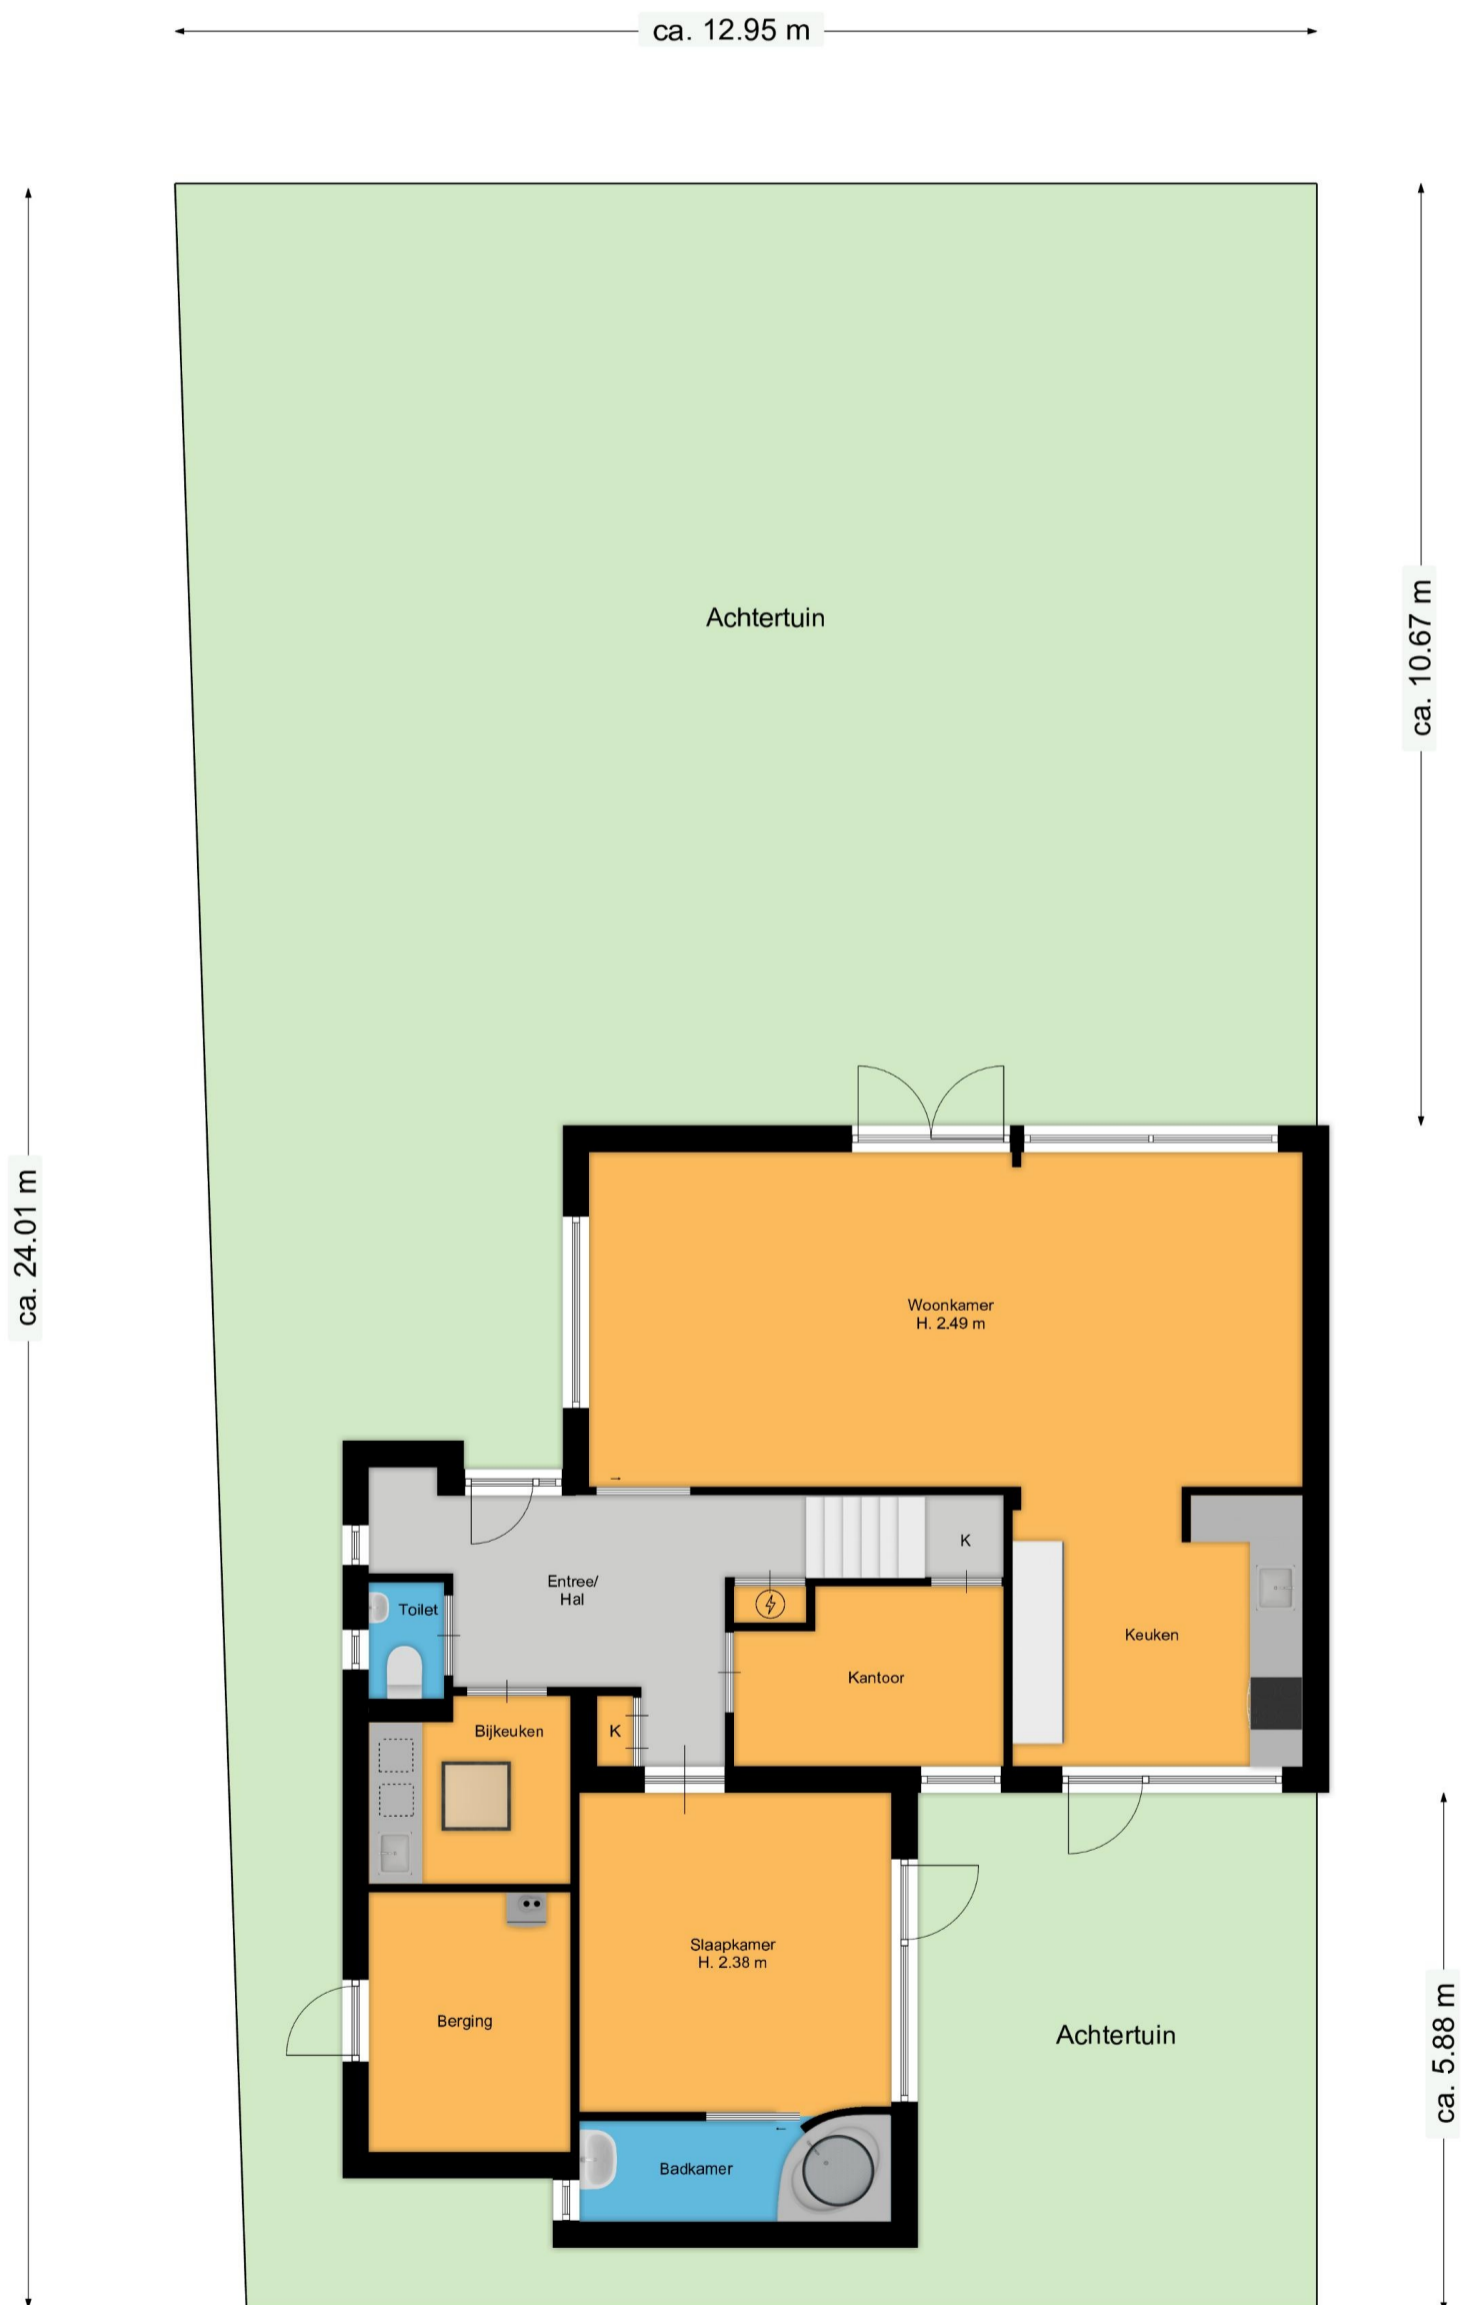 ca. 12.95 m
Achtertuin
ca. 10.67 m
ca. 24.01 m
Woonkamer
H. 2.49 m
K
Entree/
Hal
Toilet
Keuken
Kantoor
Bijkeuken
K
Slaapkamer
H. 2.38 m
Berging
Achtertuin
ca. 5.88 m
Badkamer